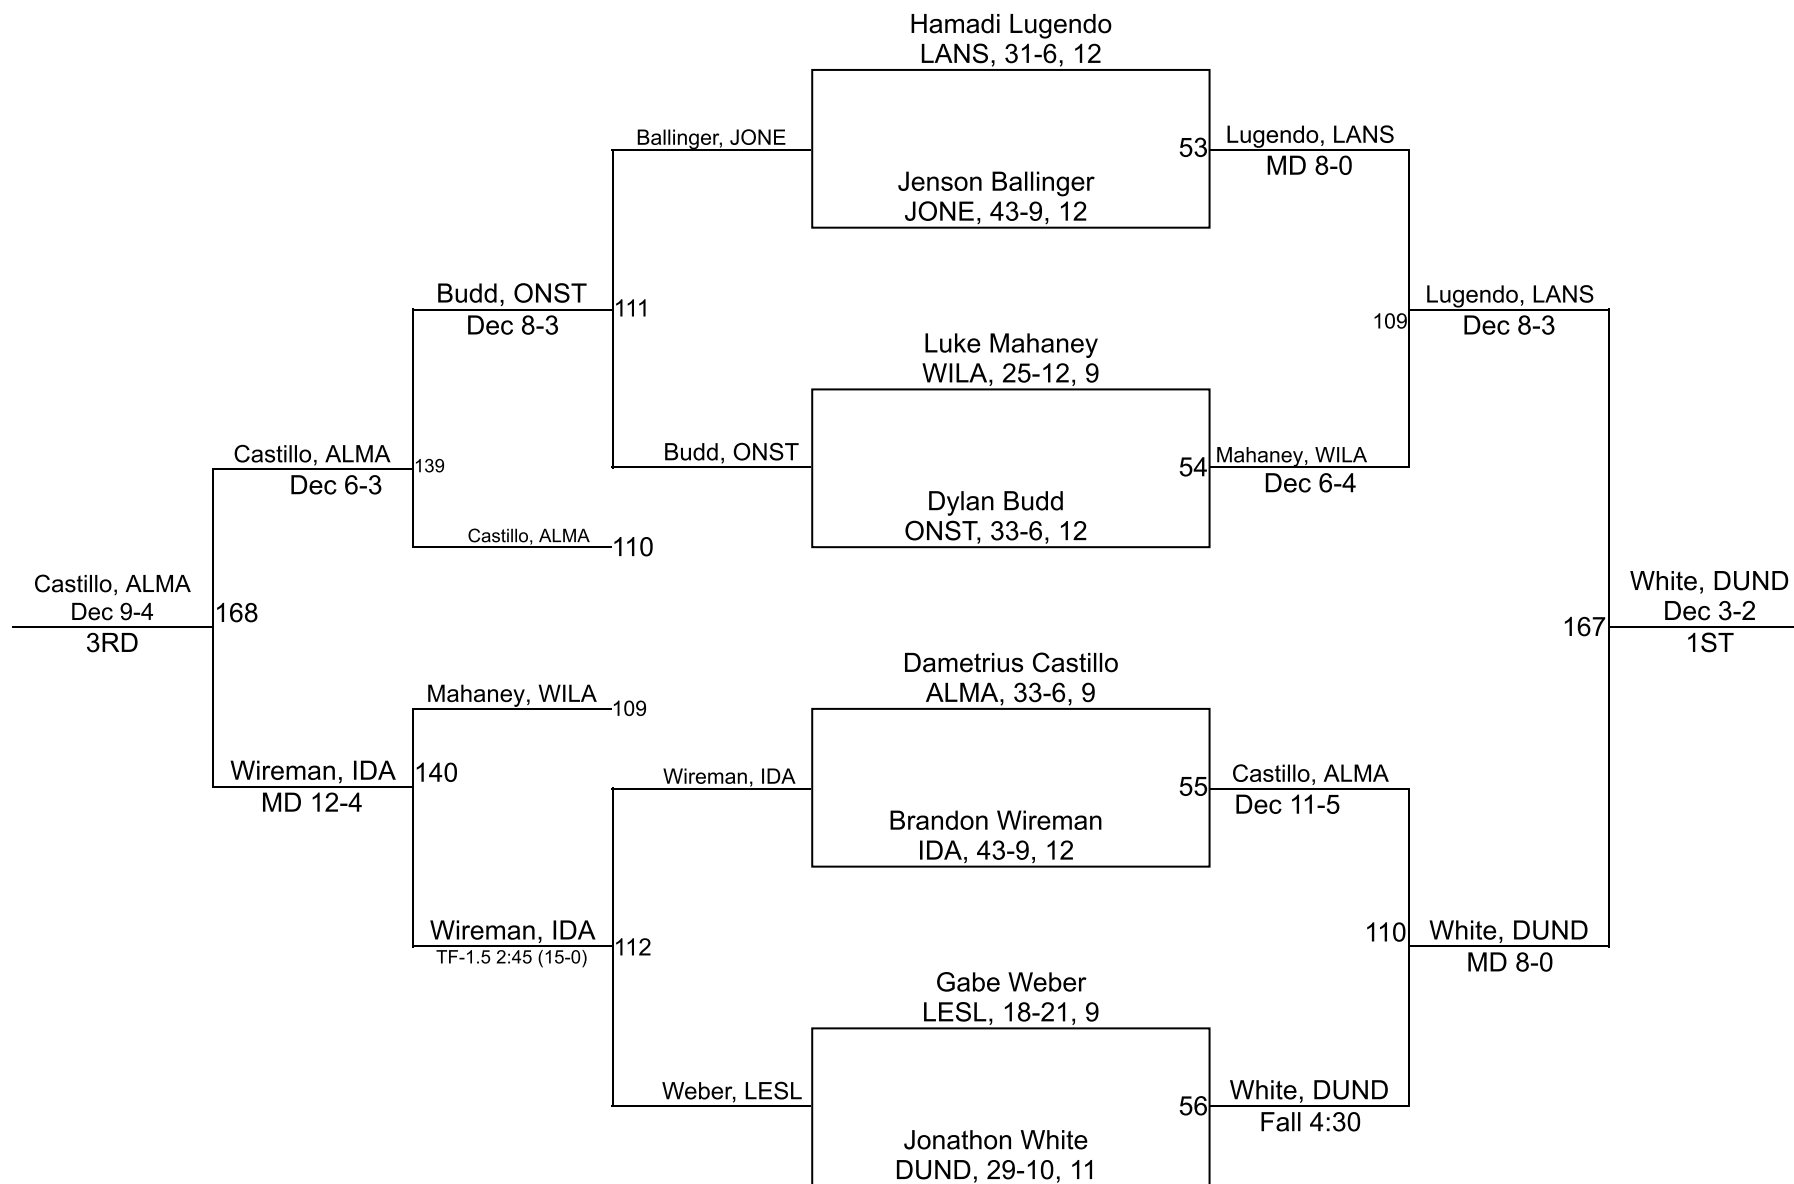 Hamadi Lugendo
LANS, 31-6, 12
Ballinger, JONE
53
Lugendo, LANS
MD 8-0
Jenson Ballinger
JONE, 43-9, 12
Budd, ONST
Dec 8-3
111
109
Lugendo, LANS
Dec 8-3
Luke Mahaney
WILA, 25-12, 9
Castillo, ALMA
Dec 6-3
139
Budd, ONST
54
Mahaney, WILA
Dec 6-4
Dylan Budd
ONST, 33-6, 12
Castillo, ALMA
110
Castillo, ALMA
Dec 9-4
3RD
168
167
White, DUND
Dec 3-2
1ST
Dametrius Castillo
ALMA, 33-6, 9
Mahaney, WILA
109
Wireman, IDA
MD 12-4
140
Wireman, IDA
55
Castillo, ALMA
Dec 11-5
Brandon Wireman
IDA, 43-9, 12
Wireman, IDA
TF-1.5 2:45 (15-0)
112
110
White, DUND
MD 8-0
Gabe Weber
LESL, 18-21, 9
Weber, LESL
56
White, DUND
Fall 4:30
Jonathon White
DUND, 29-10, 11